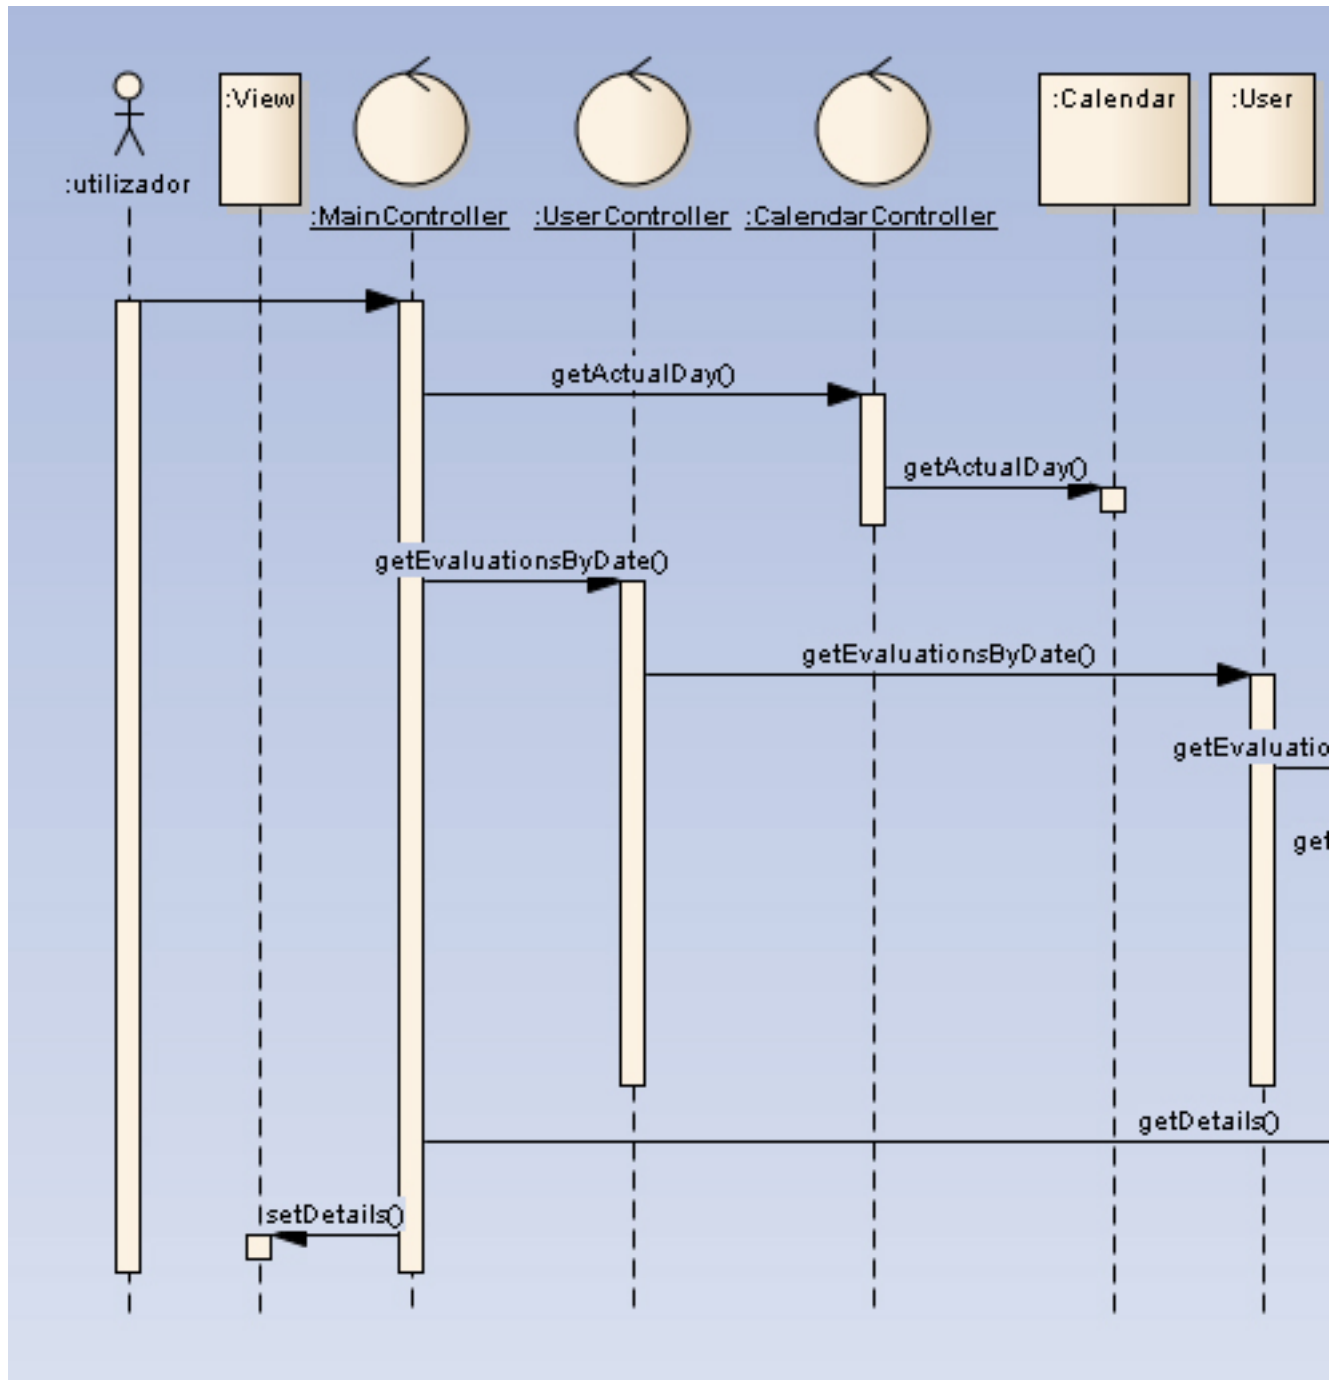 :utilizador
:View
:MainController
:UserController
:CalendarController
:Calendar
:User
getActualDay()
getActualDay()
getEvaluationsByDate()
getEvaluationsByDate()
getEvaluatio
get
getDetails()
setDetails()